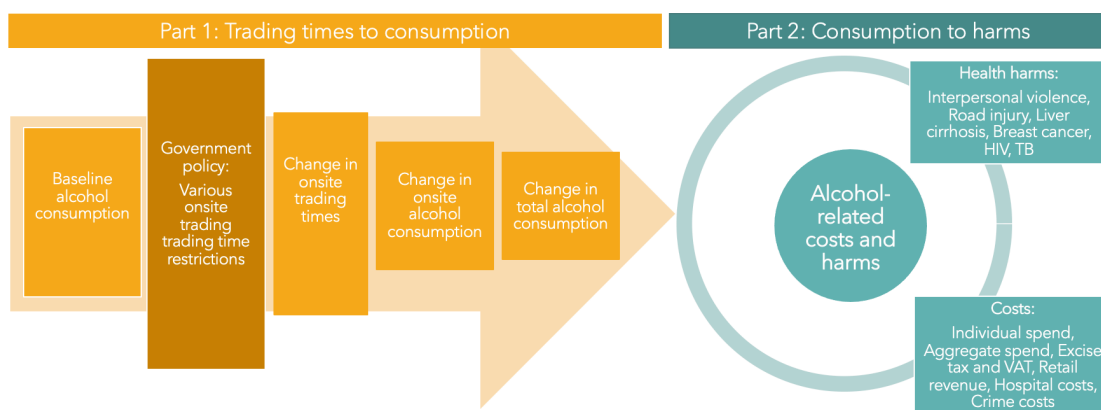 Part 1: Trading times to consumption
Part 2: Consumption to harms
Baseline
alcohol
consumption
Government
policy:
Various
onsite
trading
trading time
restrictions
Change in
onsite
trading
times
Change in
onsite
alcohol
consumption
Change in
total alcohol
consumption
Alcohol-
related
costs and
harms
Health harms:
Interpersonal violence,
Road injury, Liver
cirrhosis, Breast cancer,
HIV, TB
Costs:
Individual spend,
Aggregate spend, Excise
tax and VAT, Retail
revenue, Hospital costs,
Crime costs